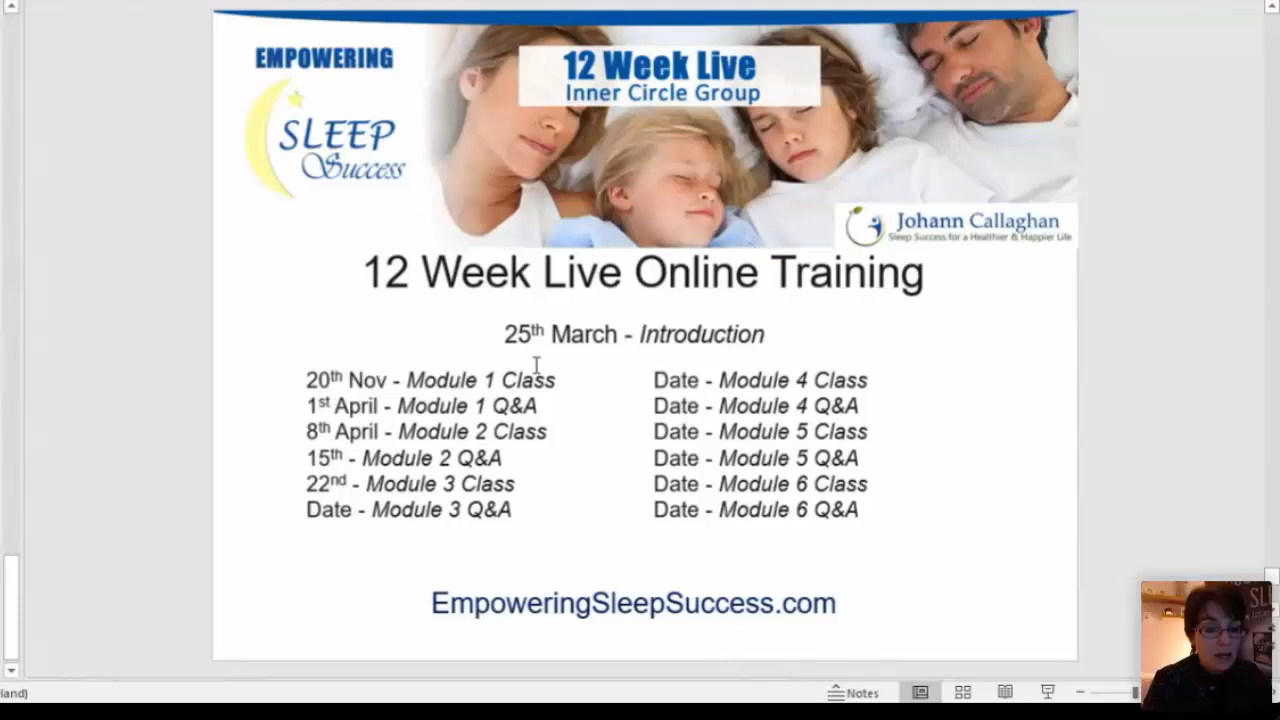 EMPOWERING
SLEEP
Success
12 Week Live
Inner Circle Group
Johann Callaghan
Sleep Success for a Healthier & Happier Life
12 Week Live Online Training
25th March - Introduction
20th Nov - Module 1 Class
1st April - Module 1 Q&A
8th April - Module 2 Class
15th - Module 2 Q&A
22nd - Module 3 Class
Date - Module 3 Q&A
Date - Module 4 Class
Date - Module 4 Q&A
Date - Module 5 Class
Date - Module 5 Q&A
Date - Module 6 Class
Date - Module 6 Q&A
EmpoweringSleepSuccess.com
land)
Notes